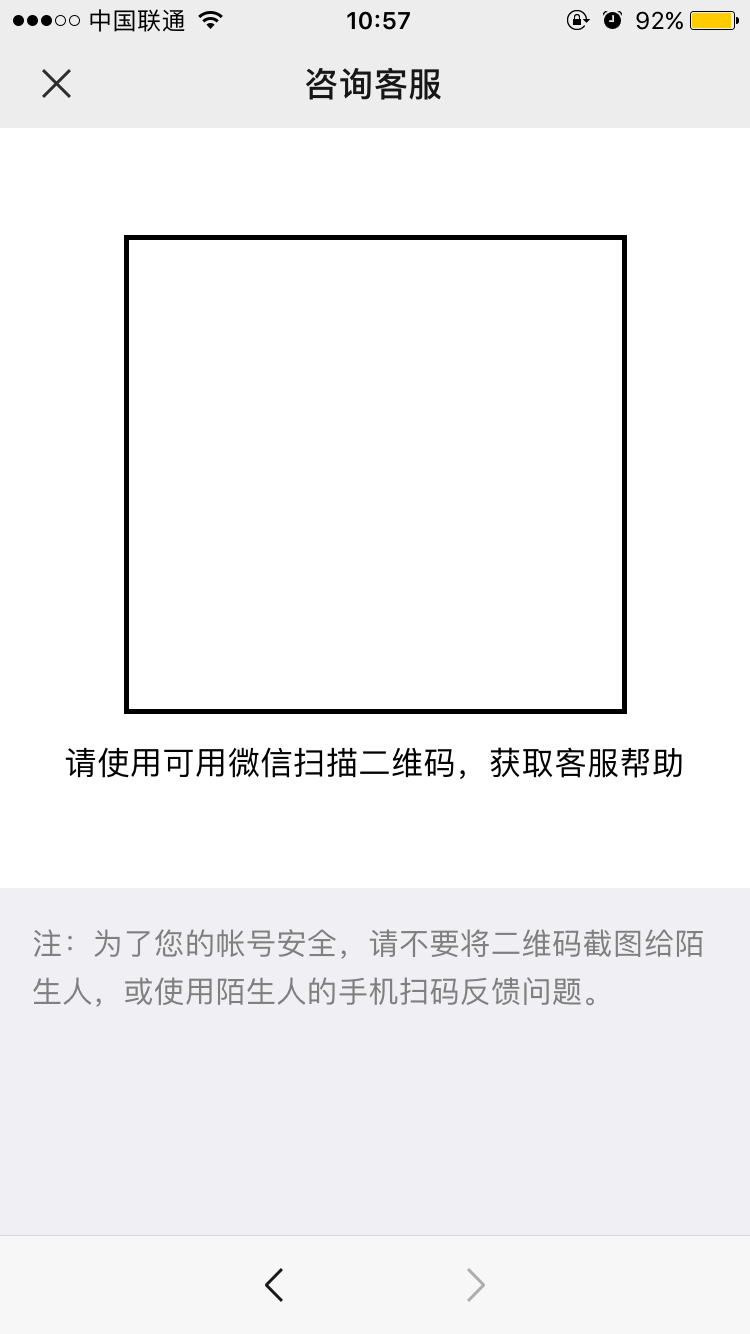 中国联通 10:57 92%
咨询客服
请使用可用微信扫描二维码，获取客服帮助
注：为了您的帐号安全，请不要将二维码截图给陌
生人，或使用陌生人的手机扫码反馈问题。